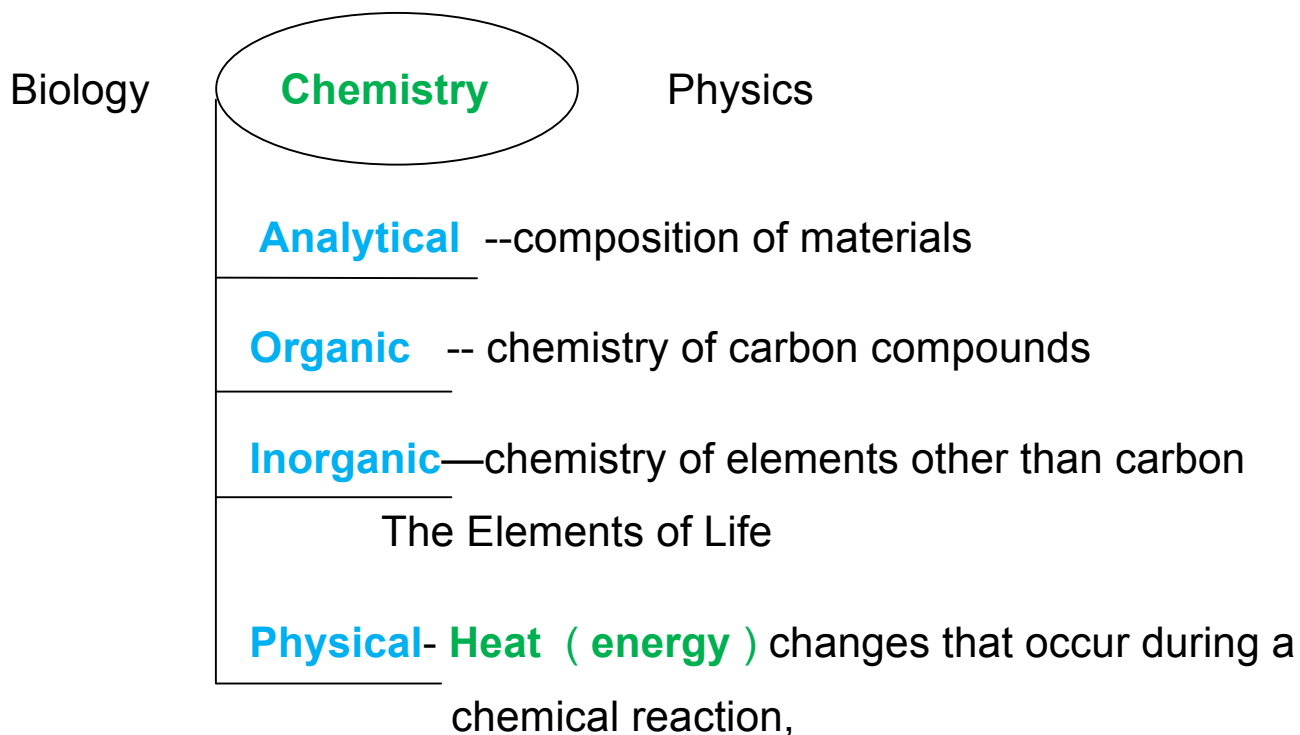 Biology Chemistry Physics
Analytical --composition of materials
Organic -- chemistry of carbon compounds
Inorganic—chemistry of elements other than carbon
The Elements of Life
Physical- Heat ( energy ) changes that occur during a
chemical reaction,